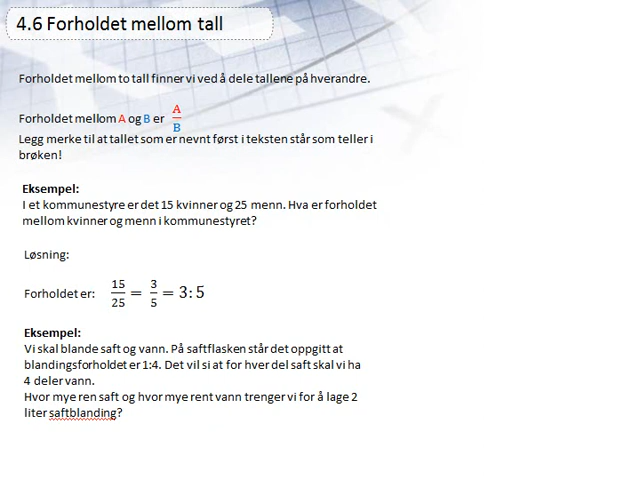 4.6 Forholdet mellom tall
Forholdet mellom to tall finner vi ved å dele tallene på hverandre.
Forholdet mellom A og B er A/B
Legg merke til at tallet som er nevnt først i teksten står som teller i
brøken!
Eksempel:
I et kommunestyre er det 15 kvinner og 25 menn. Hva er forholdet
mellom kvinner og menn i kommunestyret?
Løsning:
Forholdet er: 15/25 = 3/5 = 3:5
Eksempel:
Vi skal blande saft og vann. På saftflasken står det oppgitt at
blandingsforholdet er 1:4. Det vil si at for hver del saft skal vi ha
4 deler vann.
Hvor mye ren saft og hvor mye rent vann trenger vi for å lage 2
liter saftblanding?